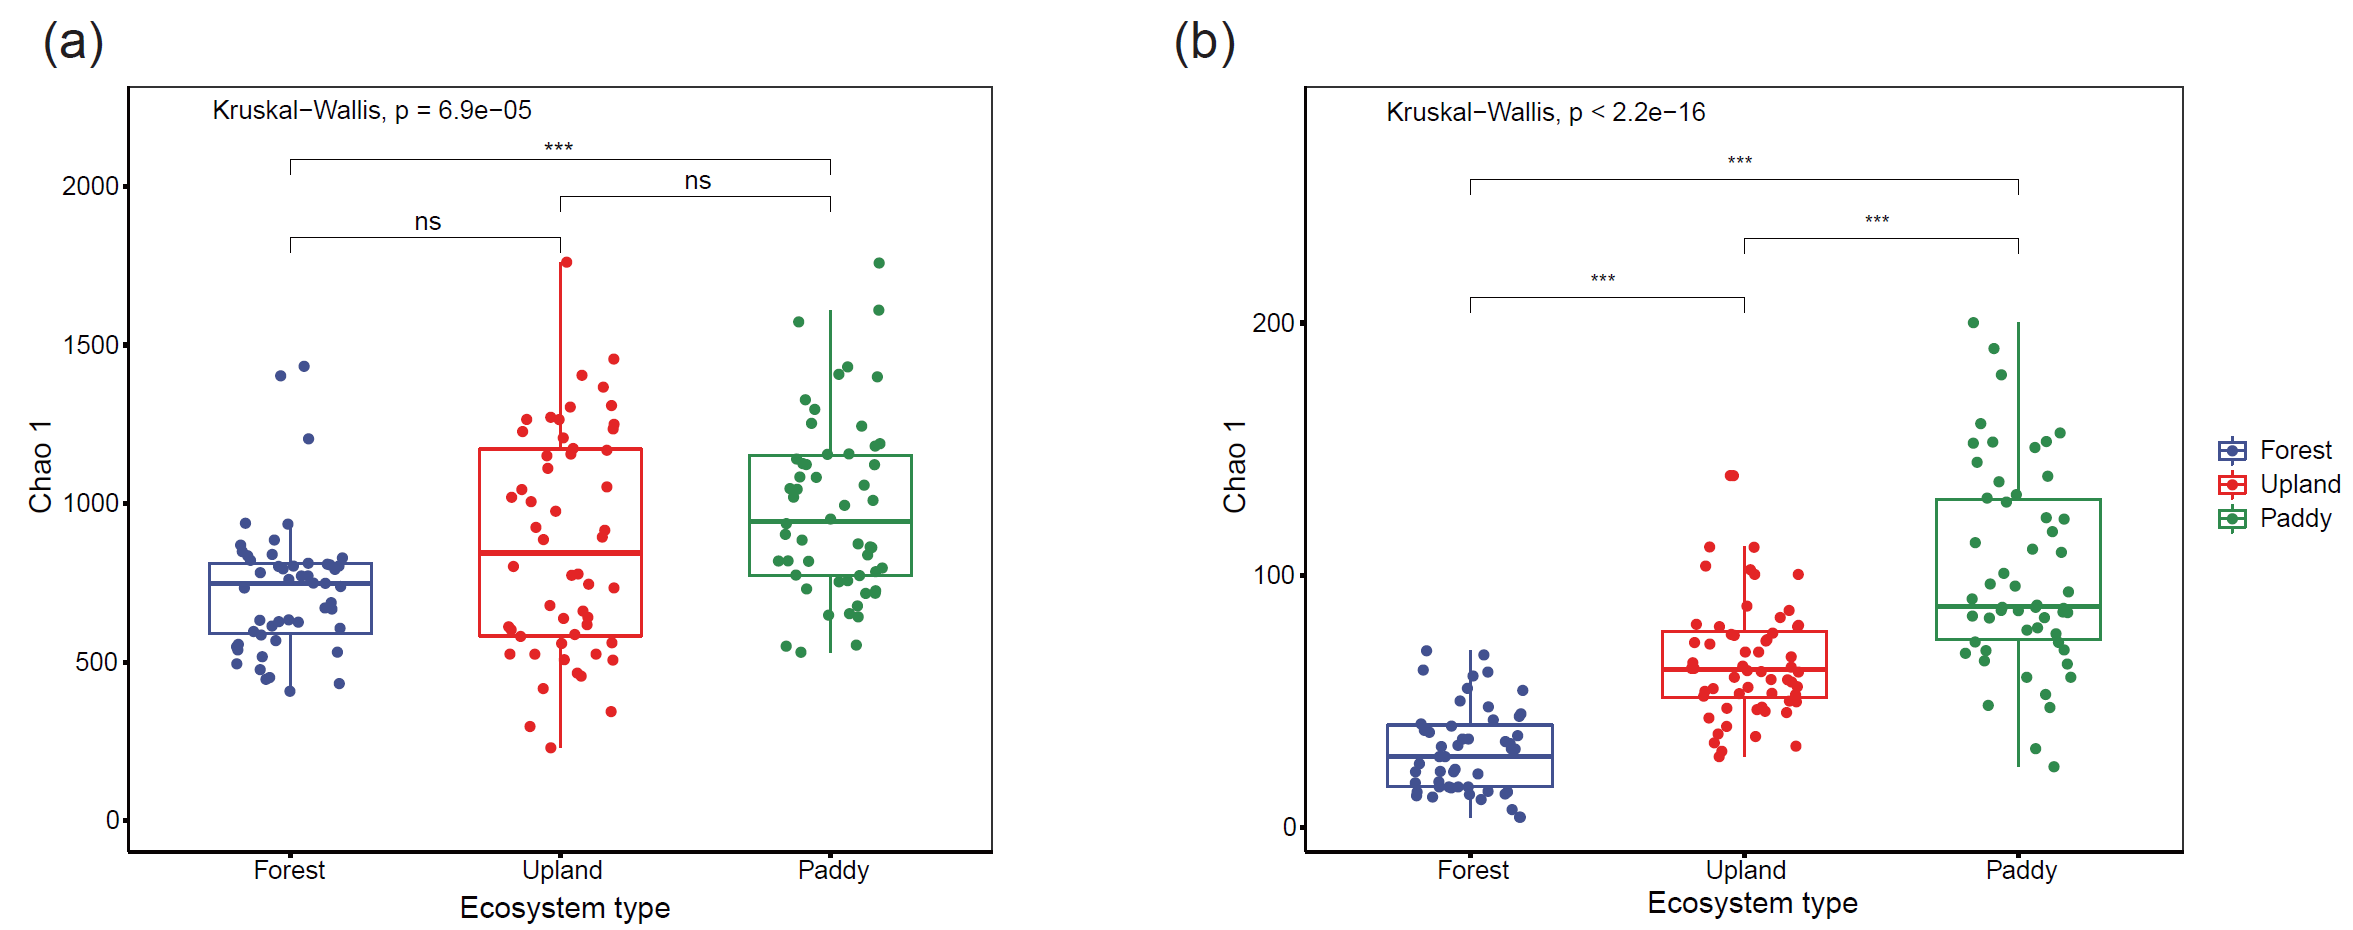 (a)
Kruskal−Wallis, p = 6.9e−05
***
ns
ns
2000
1500
1000
500
0
Chao 1
Forest
Upland
Paddy
Ecosystem type
(b)
Kruskal−Wallis, p < 2.2e−16
***
***
***
200
100
0
Chao 1
Forest
Upland
Paddy
Ecosystem type
Forest
Upland
Paddy